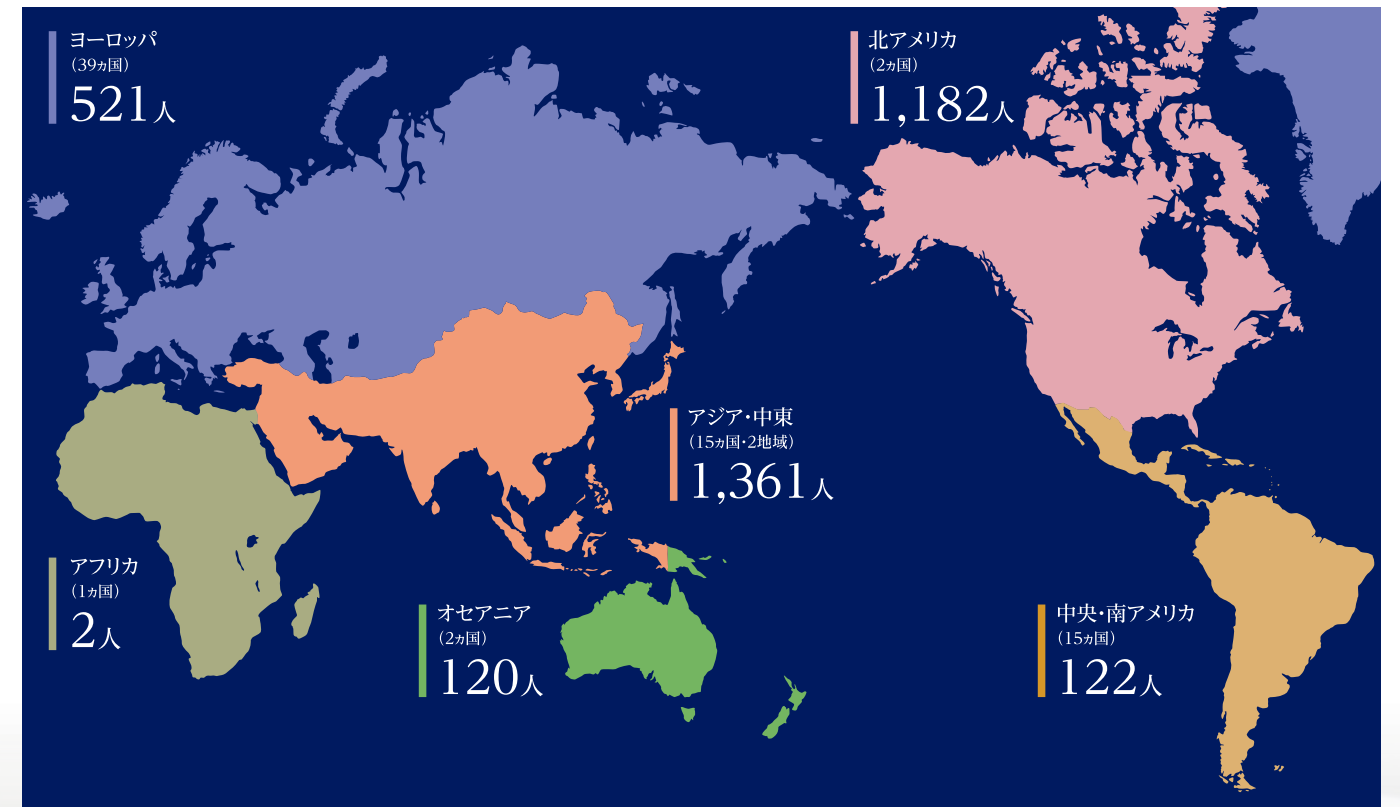 ヨーロッパ
（39ヵ国）
521人
北アメリカ
（2ヵ国）
1,182人
アジア・中東
（15ヵ国・2地域）
1,361人
アフリカ
（1ヵ国）
2人
オセアニア
（2ヵ国）
120人
中央・南アメリカ
（15ヵ国）
122人